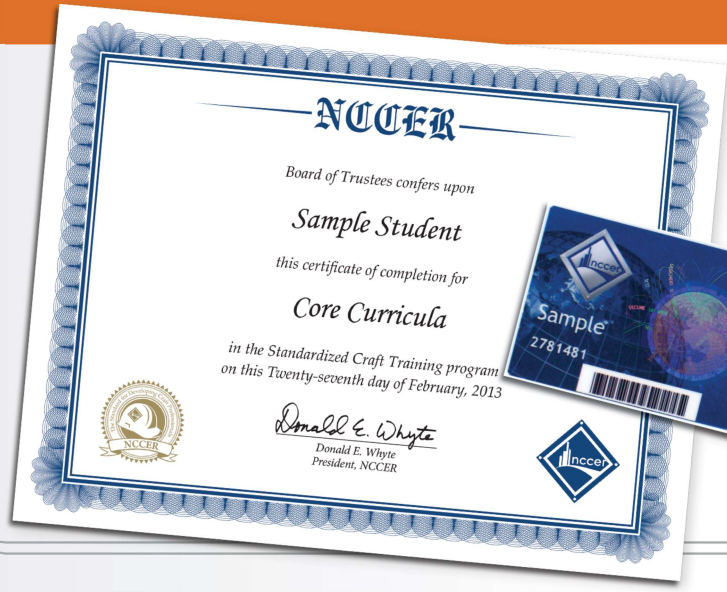 NCCER
Board of Trustees confers upon
Sample Student
this certificate of completion for
Core Curricula
in the Standardized Craft Training program
on this Twenty-seventh day of February, 2013
Donald E. Whyte
Donald E. Whyte
President, NCCER
NCCER
nccer
nccer
Sample
2781481
SECURE